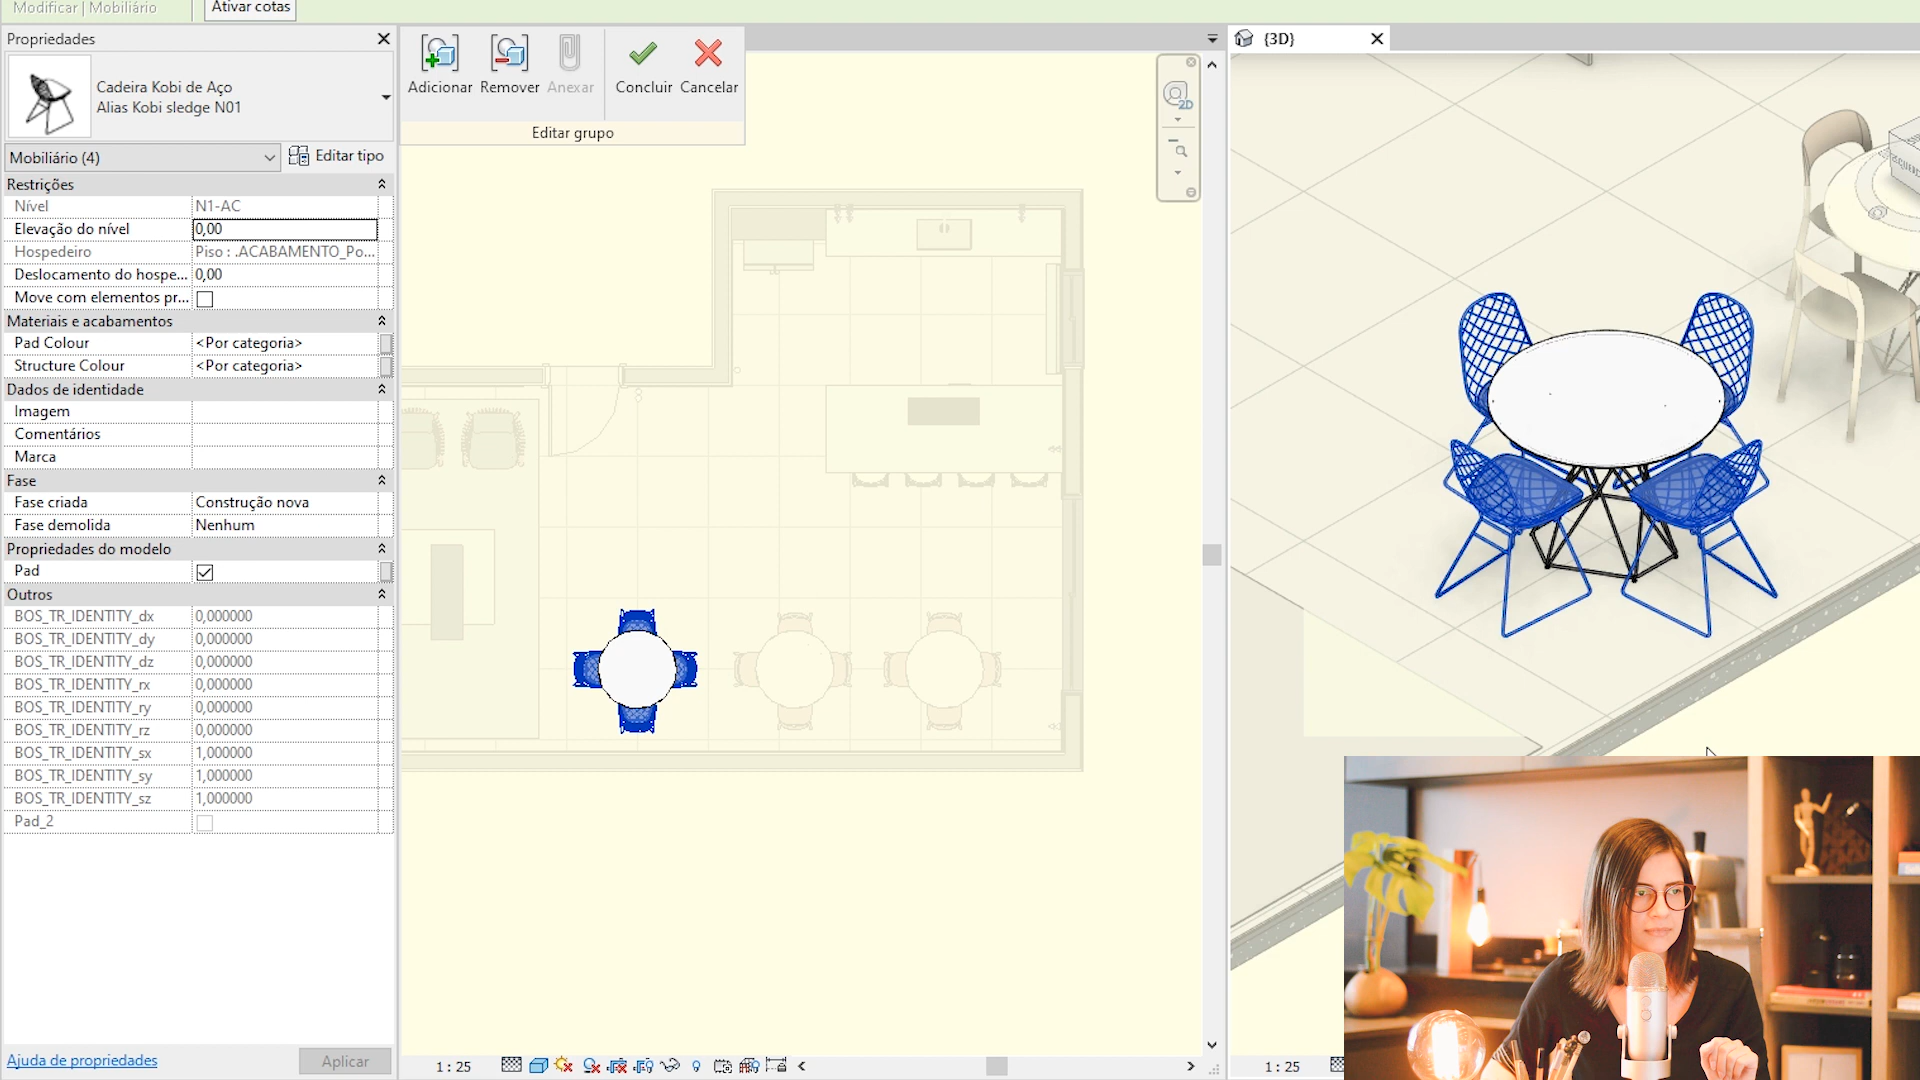 Modificar | Mobiliário
Ativar cotas
Propriedades
Cadeira Kobi de Aço
Alias Kobi sledge N01
Mobiliário (4)
Editar tipo
Restrições
Nível N1-AC
Elevação do nível 0,00
Hospedeiro Piso : .ACABAMENTO_Po...
Deslocamento do hospe... 0,00
Move com elementos pr...
Materiais e acabamentos
Pad Colour <Por categoria>
Structure Colour <Por categoria>
Dados de identidade
Imagem
Comentários
Marca
Fase
Fase criada Construção nova
Fase demolida Nenhum
Propriedades do modelo
Pad
Outros
BOS_TR_IDENTITY_dx 0,000000
BOS_TR_IDENTITY_dy 0,000000
BOS_TR_IDENTITY_dz 0,000000
BOS_TR_IDENTITY_rx 0,000000
BOS_TR_IDENTITY_ry 0,000000
BOS_TR_IDENTITY_rz 0,000000
BOS_TR_IDENTITY_sx 1,000000
BOS_TR_IDENTITY_sy 1,000000
BOS_TR_IDENTITY_sz 1,000000
Pad_2
Ajuda de propriedades
Aplicar
Adicionar Remover Anexar Concluir Cancelar
Editar grupo
2D
1 : 25
{3D}
1 : 25